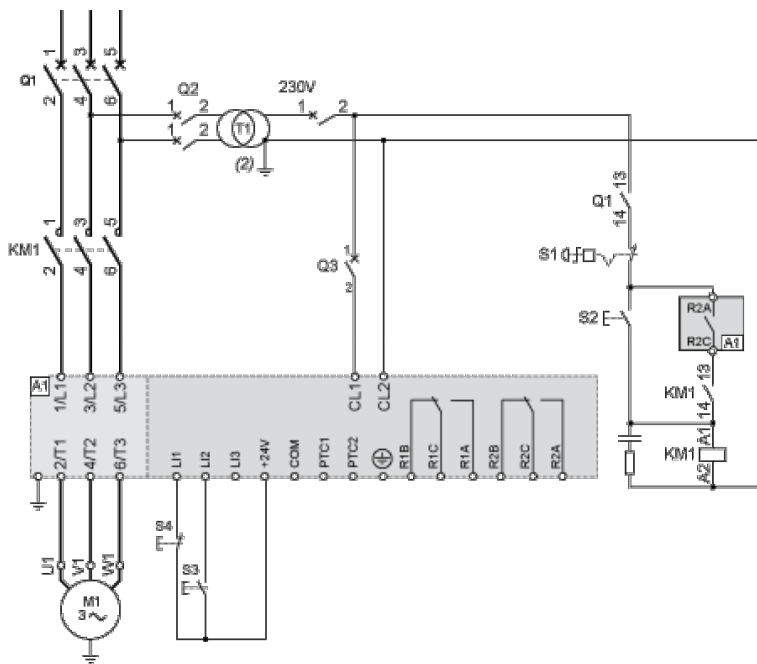 1 3 5
Q1
2 4 6
Q2
1 2
1 2
T1
(2)
230V
1 2
13
Q1
14
S1
S2
R2A
R2C A1
13
KM1
14
A1
KM1
A2
1 3 5
KM1
2 4 6
1
Q3
2
A1
1/L1 3/L2 5/L3 CL1 CL2
2/T1 4/T2 6/T3 LI1 LI2 LI3 +24V COM PTC1 PTC2 R1B R1C R1A R2B R2C R2A
S4
S3
LI1 V1 W1
M1
3